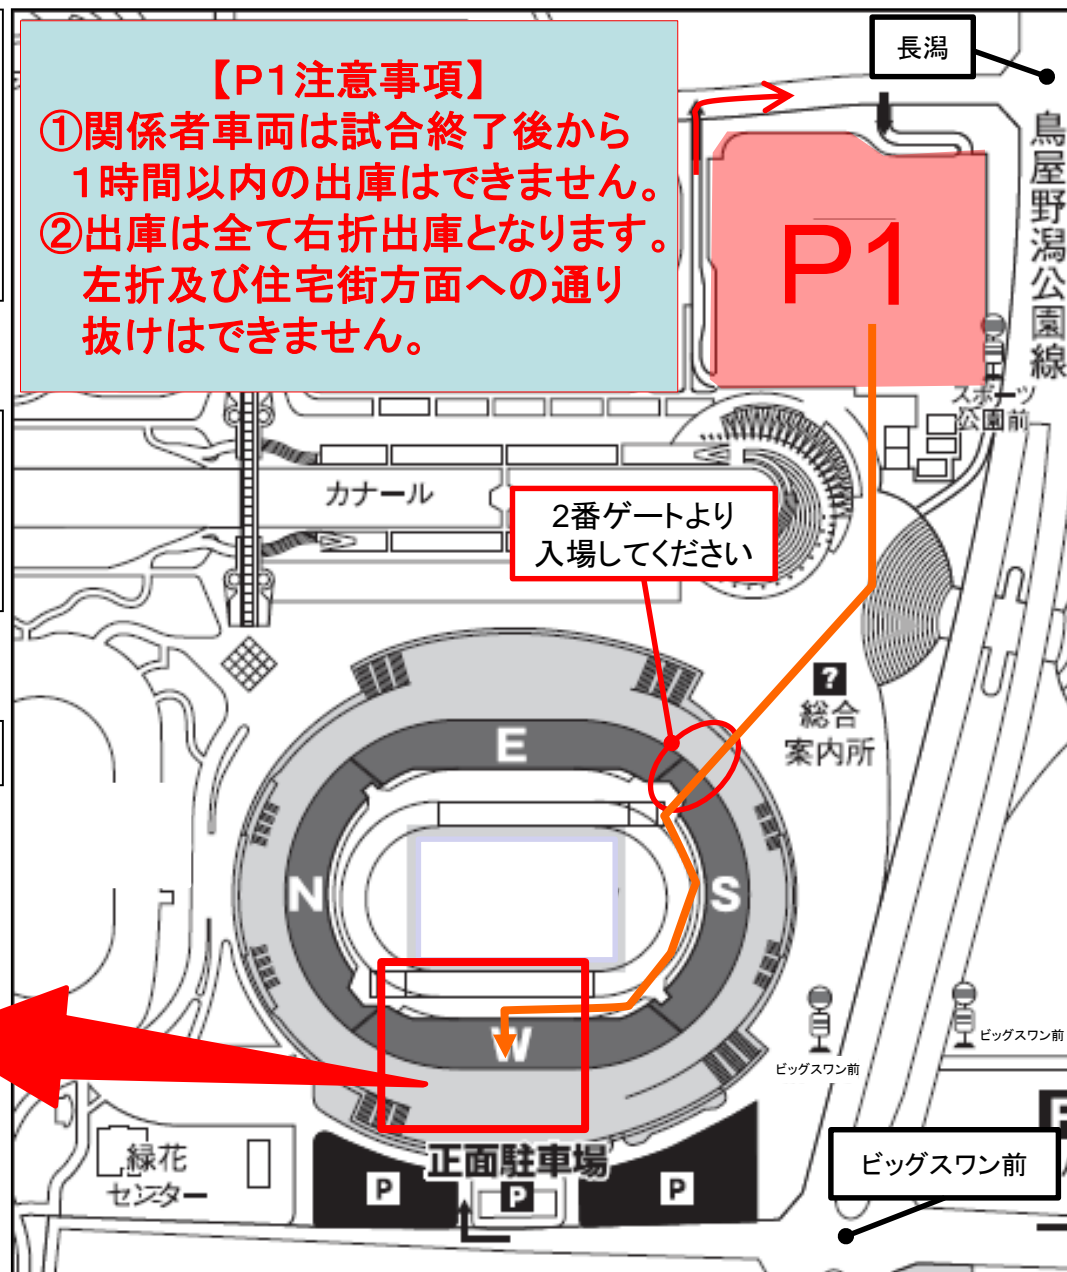 【P1注意事項】
①関係者車両は試合終了後から
1時間以内の出庫はできません。
②出庫は全て右折出庫となります。
左折及び住宅街方面への通り
抜けはできません。
長潟
鳥屋野潟公園線
P1
スポーツ
公園前
カナール
2番ゲートより
入場してください
?
総合
案内所
E
N
S
W
ビッグスワン前
ビッグスワン前
正面駐車場
緑花
センター
P
P
P
ビッグスワン前